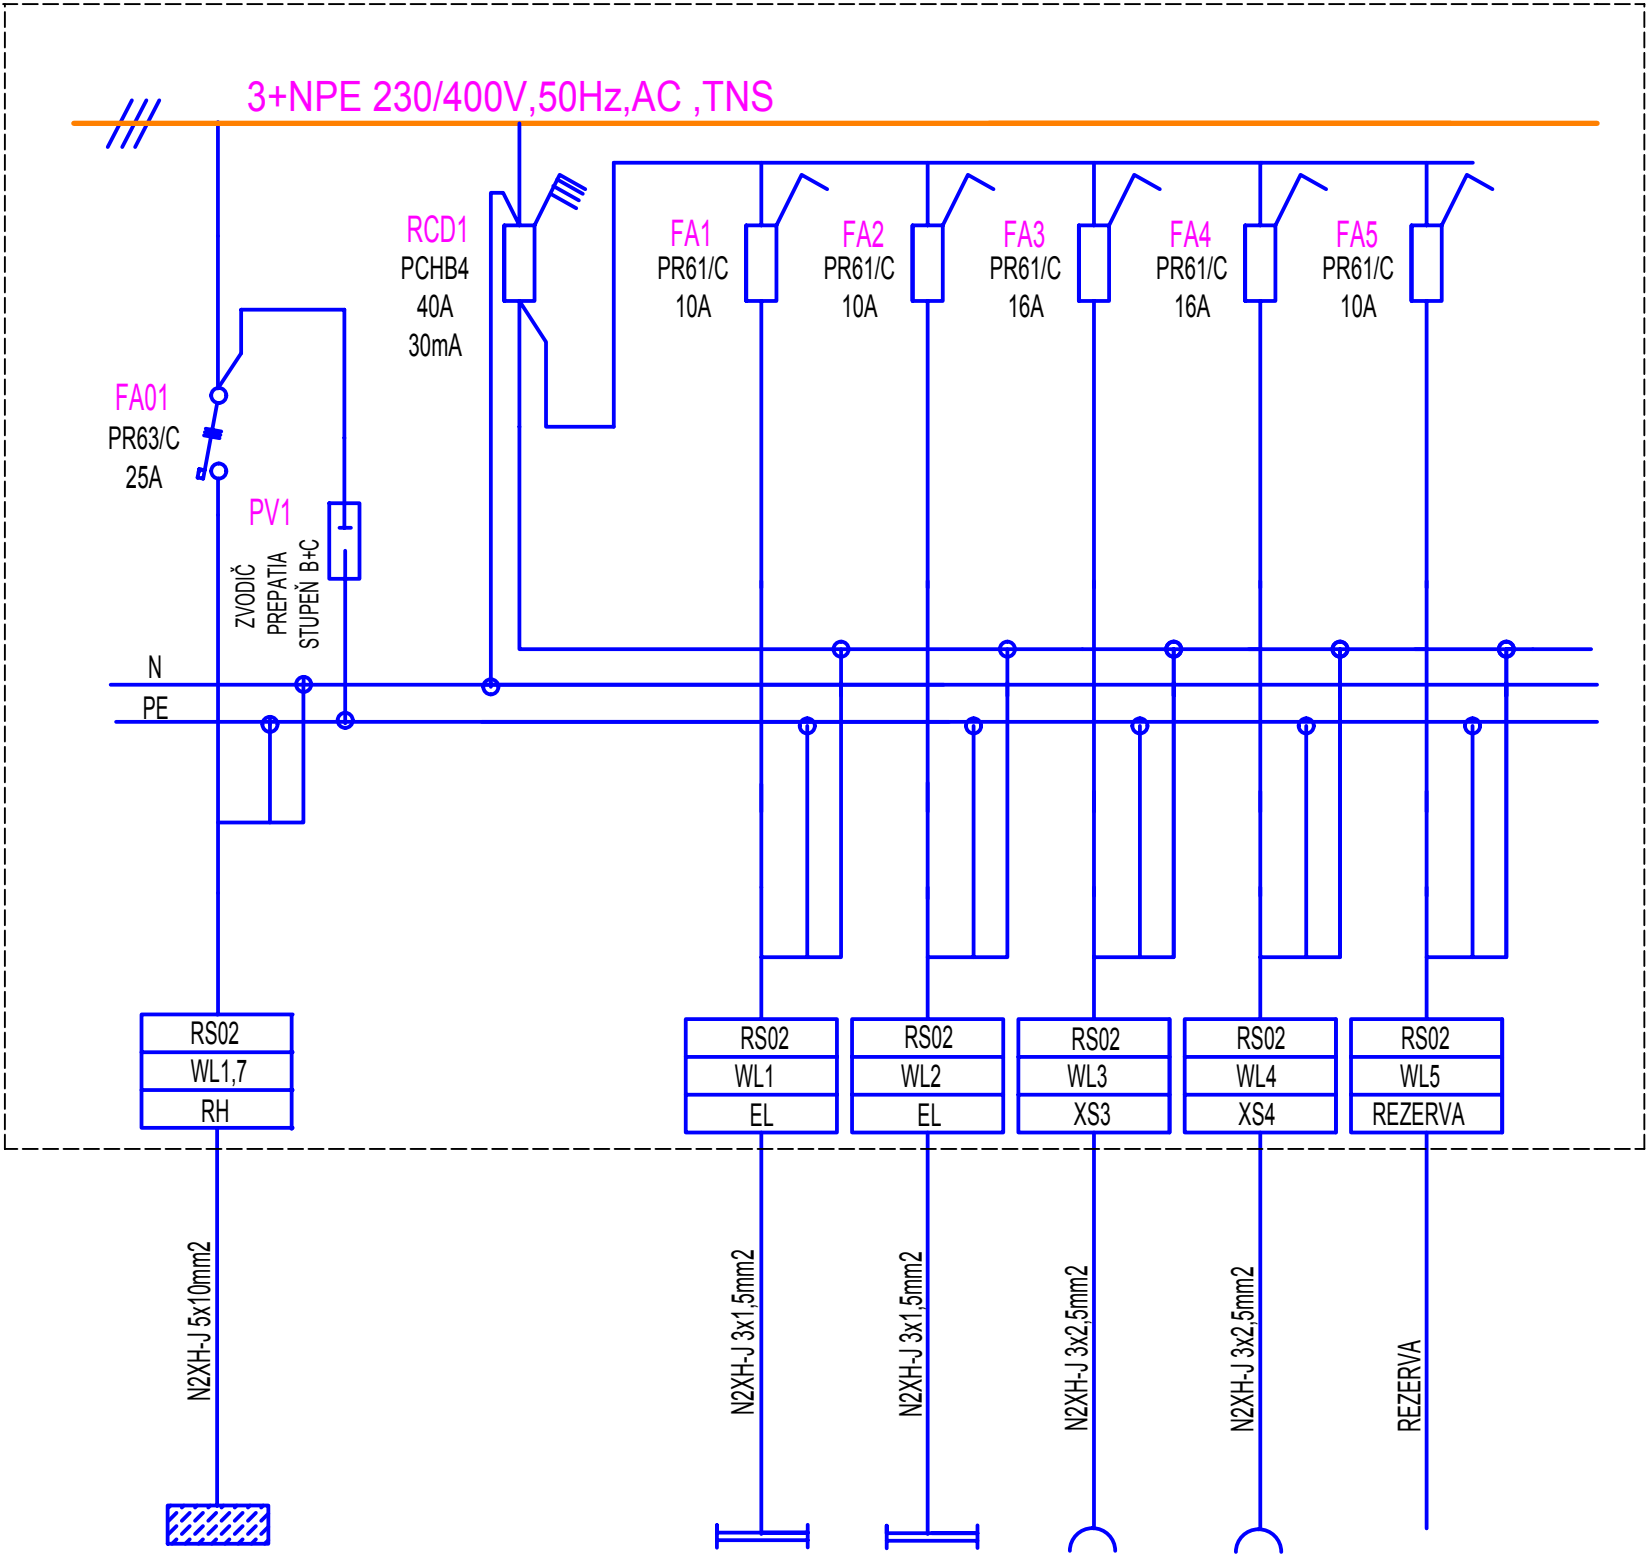 3+NPE 230/400V,50Hz,AC ,TNS
RCD1
PCHB4
40A
30mA
FA1
PR61/C
10A
FA2
PR61/C
10A
FA3
PR61/C
16A
FA4
PR61/C
16A
FA5
PR61/C
10A
FA01
PR63/C
25A
PV1
ZVODIČ
PREPATIA
STUPEŇ B+C
N
PE
RS02
WL1,7
RH
RS02
WL1
EL
RS02
WL2
EL
RS02
WL3
XS3
RS02
WL4
XS4
RS02
WL5
REZERVA
N2XH-J 5x10mm2
N2XH-J 3x1,5mm2
N2XH-J 3x1,5mm2
N2XH-J 3x2,5mm2
N2XH-J 3x2,5mm2
REZERVA